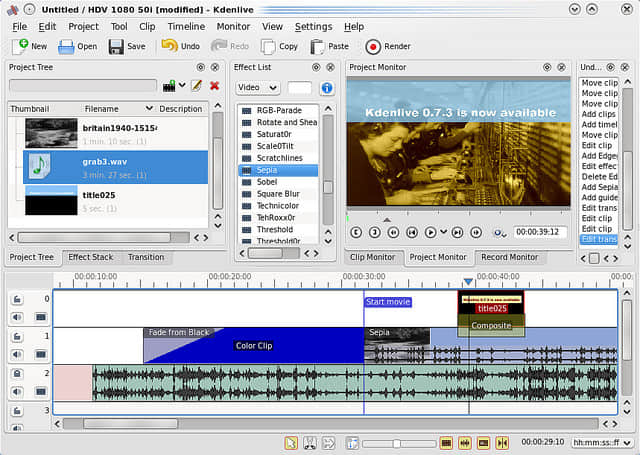 Untitled / HDV 1080 50i [modified] - Kdenlive
File Edit Project Tool Clip Timeline Monitor View Settings Help
New Open Save Undo Redo Copy Paste Render
Project Tree
Effect List
Project Monitor
Und...
Thumbnail Filename Description
britain1940-1515
1 min. 10 sec. (1)
grab3.wav
3 min. 27 sec. (1)
title025
5 sec. (1)
Project Tree Effect Stack Transition
Video
RGB-Parade
Rotate and Shea
Saturat0r
Scale0Tilt
Scratchlines
Sepia
Sobel
Square Blur
Technicolor
TehRoxx0r
Threshold
Threshold0r
Kdenlive 0.7.3 is now available
00:00:39:12
Clip Monitor Project Monitor Record Monitor
Move clip
Move clip
Move clip
Add clips
Add timel
Move clip
Edit clip
Add Edge
Edit effec
Delete Ed
Add Sepia
Add guide
Edit trans
Edit clip
Edit clip
Edit trans
00:00:10:00 00:00:20:00 00:00:30:00 00:00:40:00 00:0
0
Start movie
title025
Composite
1
Fade from Black
Color Clip
Sepia
2
3
00:00:29:10 hh:mm:ss::ff